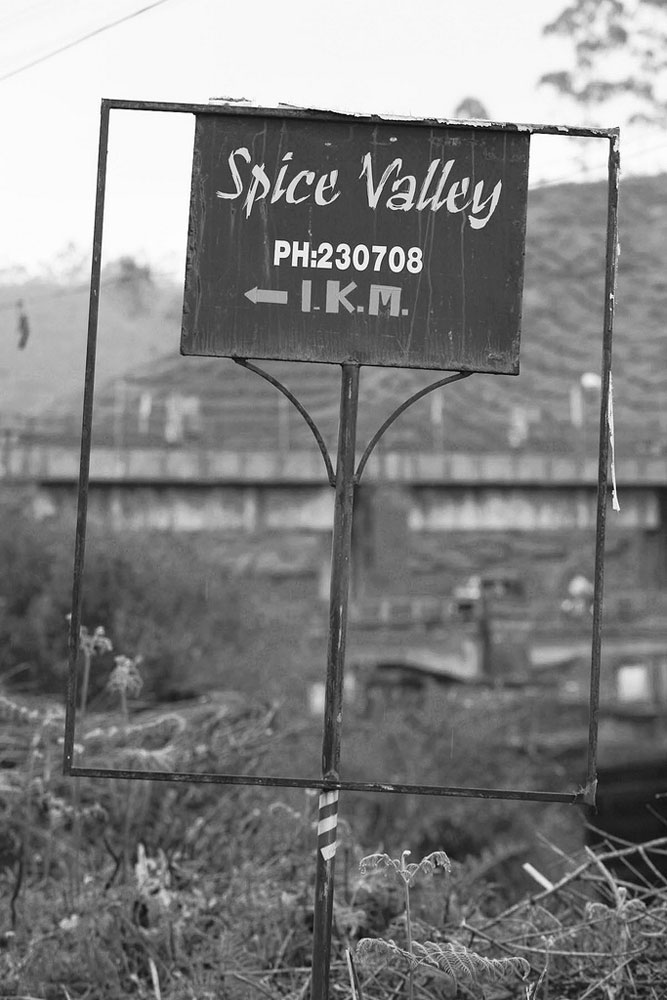 Spice Valley
PH:230708
← 1.K.M.